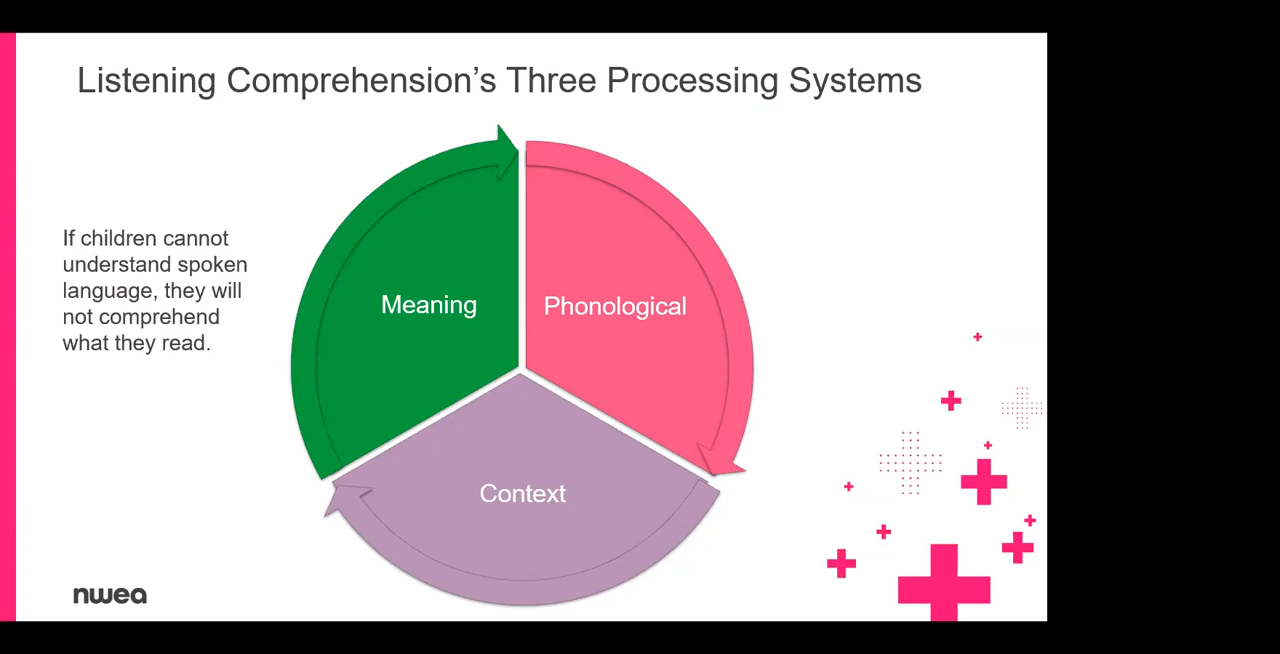 Listening Comprehension’s Three Processing Systems
If children cannot
understand spoken
language, they will
not comprehend
what they read.
Meaning
Phonological
Context
nwea